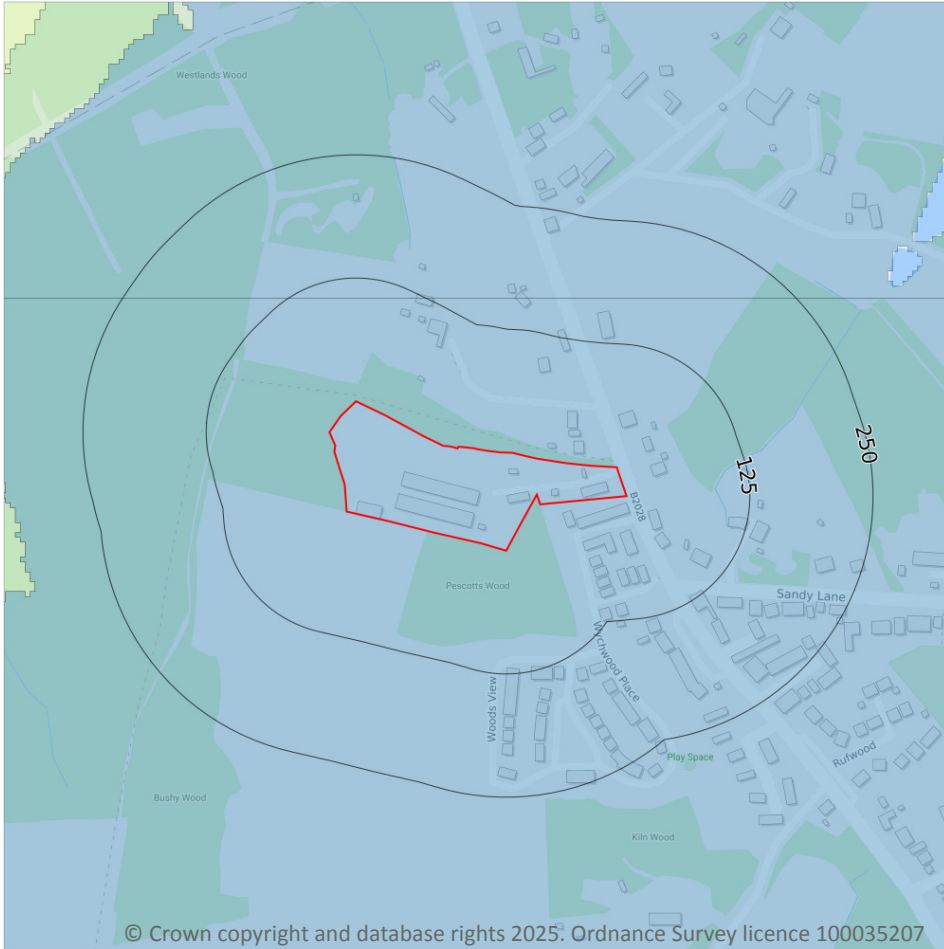 Westlands Wood
250
125
B2028
Pescotts Wood
Sandy Lane
Wychwood Place
Woods View
Rufwood
Play Space
Bushy Wood
Kiln Wood
© Crown copyright and database rights 2025. Ordnance Survey licence 100035207